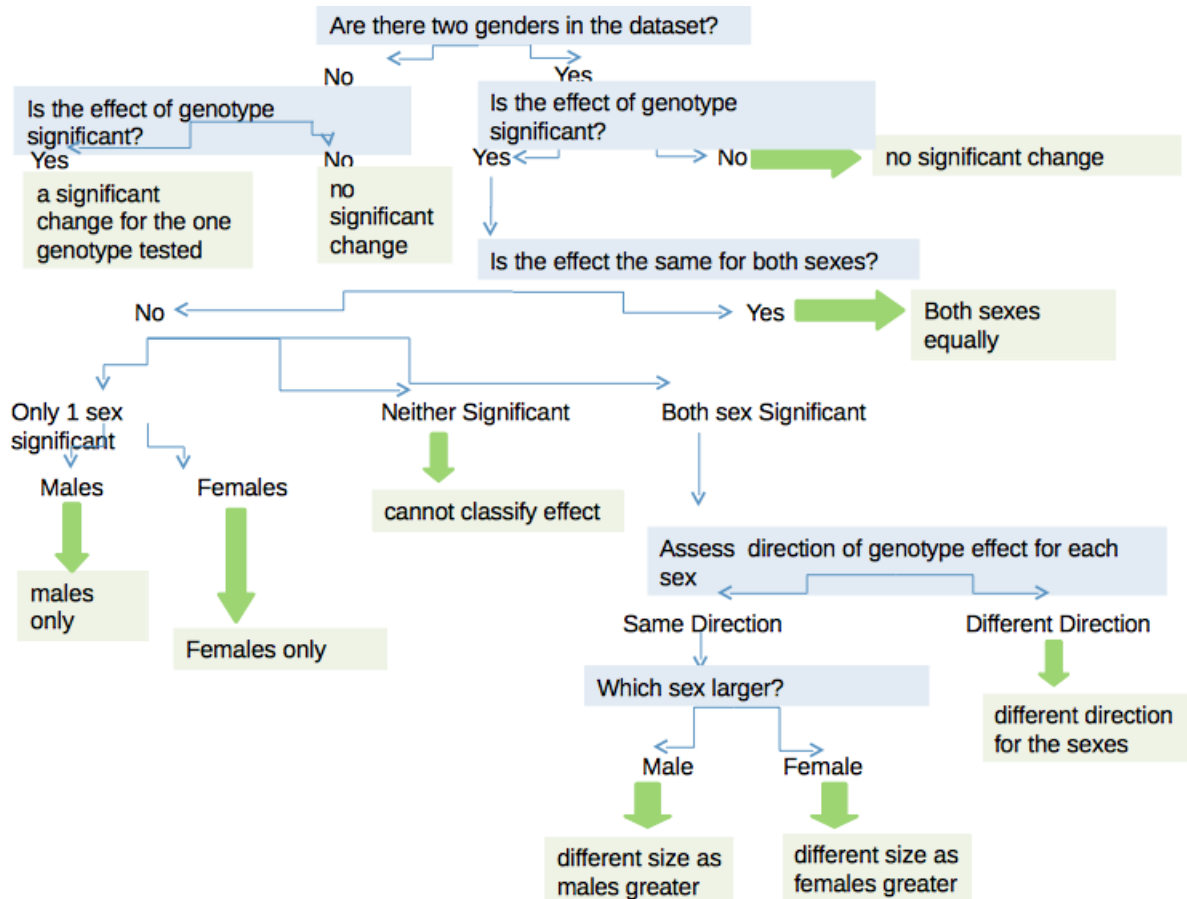 Are there two genders in the dataset?
No
Yes
Is the effect of genotype
significant?
Is the effect of genotype
significant?
Yes
No
Yes
No
no significant change
a significant
change for the one
genotype tested
no
significant
change
Is the effect the same for both sexes?
No
Yes
Both sexes
equally
Only 1 sex
significant
Neither Significant
Both sex Significant
Males
Females
cannot classify effect
males
only
Females only
Assess direction of genotype effect for each
sex
Same Direction
Different Direction
Which sex larger?
different direction
for the sexes
Male
Female
different size as
males greater
different size as
females greater